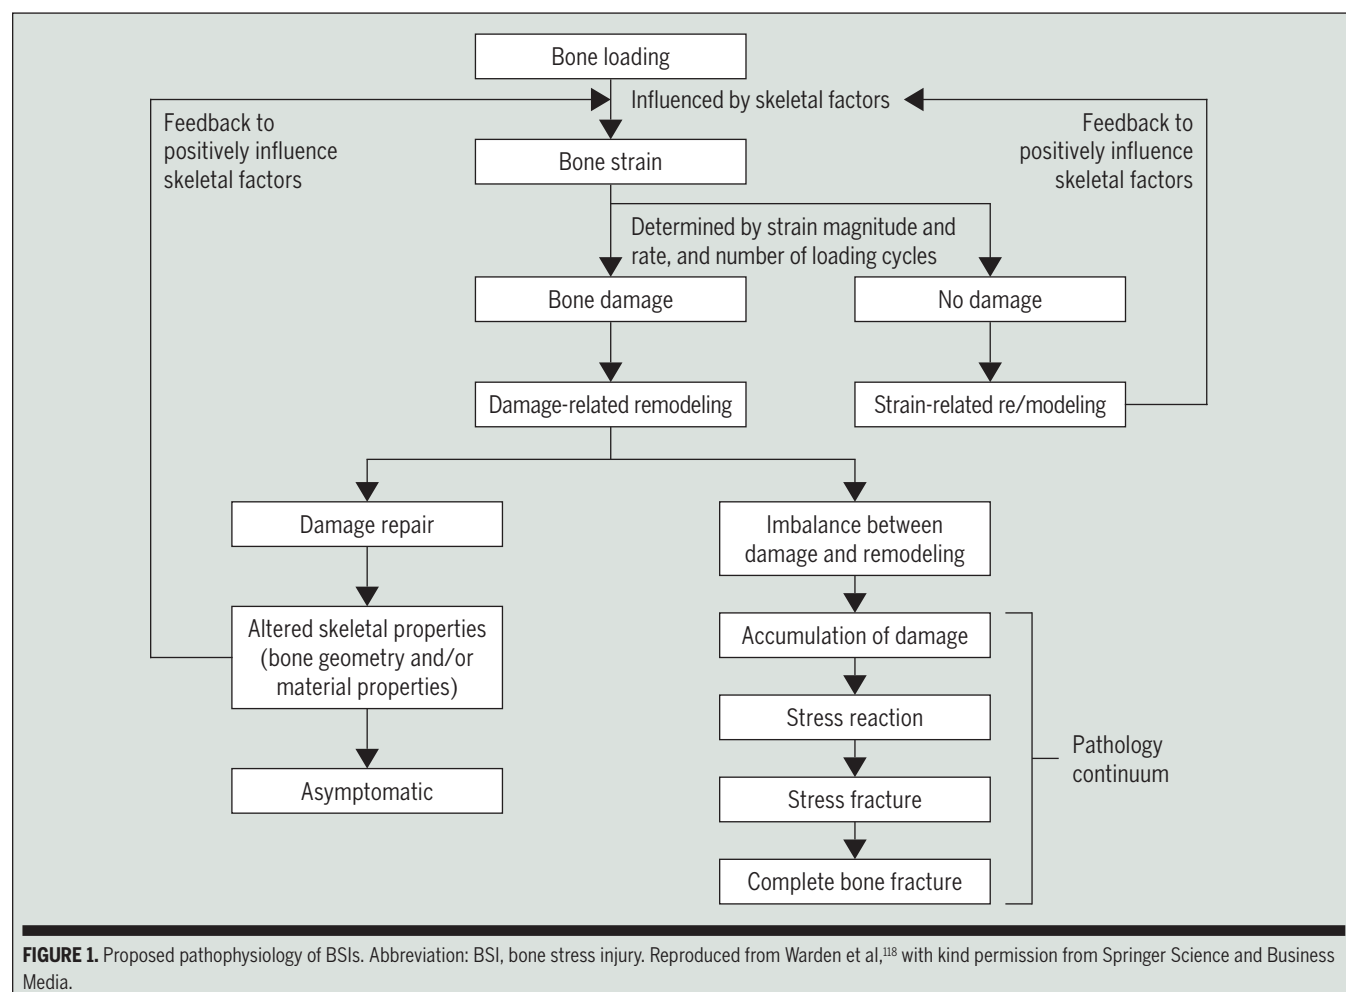 Bone loading
Influenced by skeletal factors
Feedback to
positively influence
skeletal factors
Feedback to
positively influence
skeletal factors
Bone strain
Determined by strain magnitude and
rate, and number of loading cycles
Bone damage
No damage
Damage-related remodeling
Strain-related re/modeling
Damage repair
Imbalance between
damage and remodeling
Altered skeletal properties
(bone geometry and/or
material properties)
Accumulation of damage
Stress reaction
Pathology
continuum
Asymptomatic
Stress fracture
Complete bone fracture
FIGURE 1. Proposed pathophysiology of BSIs. Abbreviation: BSI, bone stress injury. Reproduced from Warden et al,118 with kind permission from Springer Science and Business
Media.